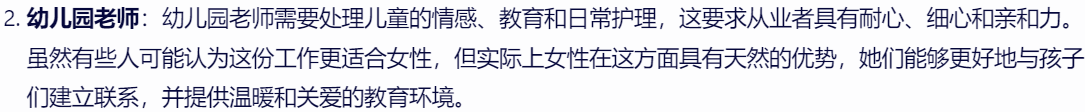 2. 幼儿园老师：幼儿园老师需要处理儿童的情感、教育和日常护理，这要求从业者具有耐心、细心和亲和力。
虽然有些人可能认为这份工作更适合女性，但实际上女性在这方面具有天然的优势，她们能够更好地与孩子
们建立联系，并提供温暖和关爱的教育环境。